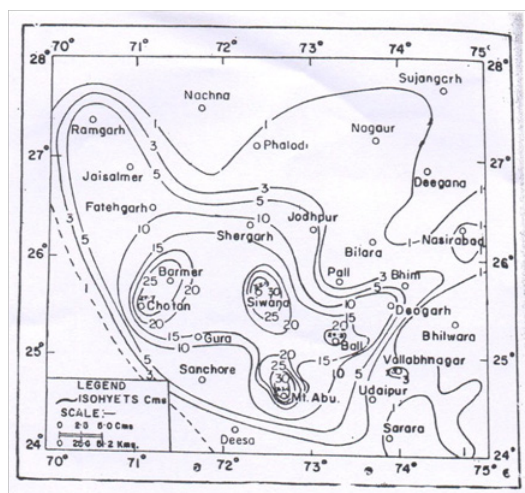 70° 71° 72° 73° 74° 75°
28° 28°
Sujangarh
Nachna
1 1
Ramgarh
Nagaur
Phalodi
27° 27°
1 3 5
3
Jaisalmer
5
Deegana
Fatehgarh
3
5
1
10 10
Jodhpur
Shergarh
Nasirabad
26° 26°
Bilara
1
15 15
Barmer
Pali
3
Bhim
25
30
5
20
Siwana
Chotan
10
Deogarh
25
15
20
20
Bhilwara
15
Gura
Bali
10
20
Vallabhnagar
25° 25°
25
15
10
5
3
Sanchore
30
Mt. Abu.
Udaipur
LEGEND
ISOHYETS Cms
SCALE:—
Sarara
Deesa
24° 24°
70° 71° 72° 73° 74° 75°